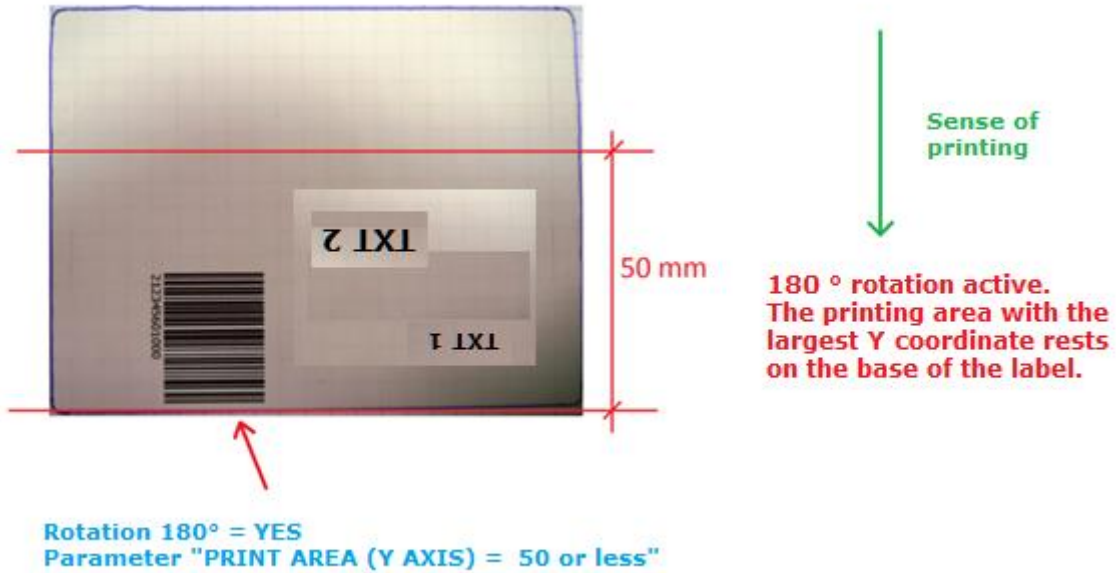 Sense of
printing
TXT 2
50 mm
TXT 1
180 ° rotation active.
The printing area with the
largest Y coordinate rests
on the base of the label.
Rotation 180° = YES
Parameter "PRINT AREA (Y AXIS) = 50 or less"